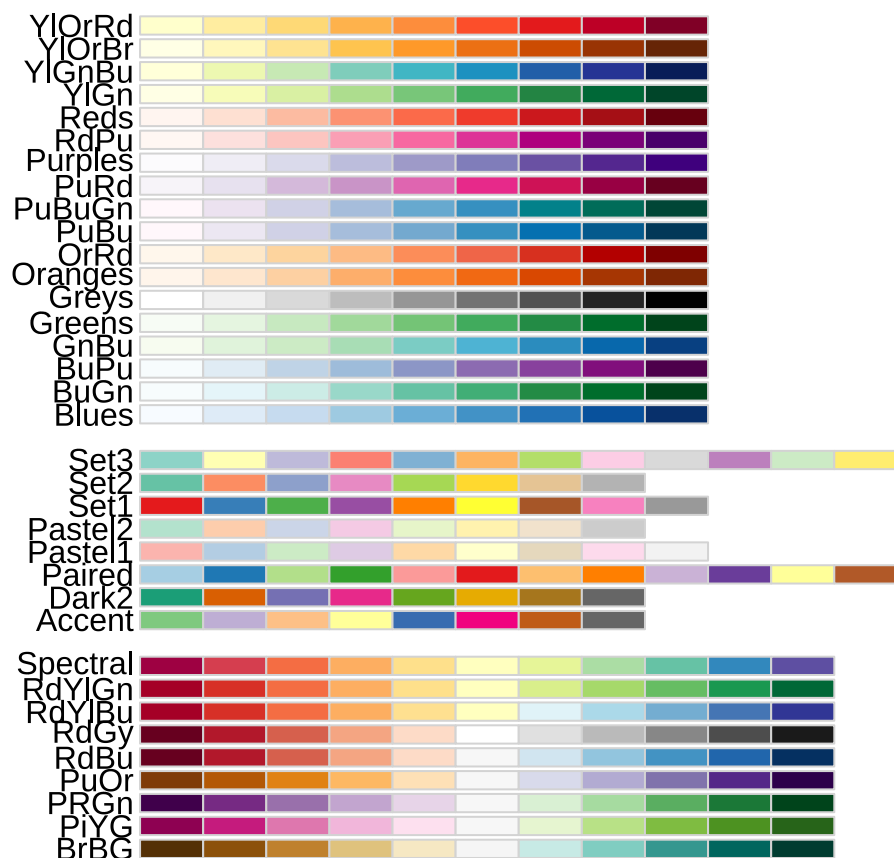 YlOrRd
YlOrBr
YlGnBu
YlGn
Reds
RdPu
Purples
PuRd
PuBuGn
PuBu
OrRd
Oranges
Greys
Greens
GnBu
BuPu
BuGn
Blues
Set3
Set2
Set1
Pastel2
Pastel1
Paired
Dark2
Accent
Spectral
RdYlGn
RdYlBu
RdGy
RdBu
PuOr
PRGn
PiYG
BrBG